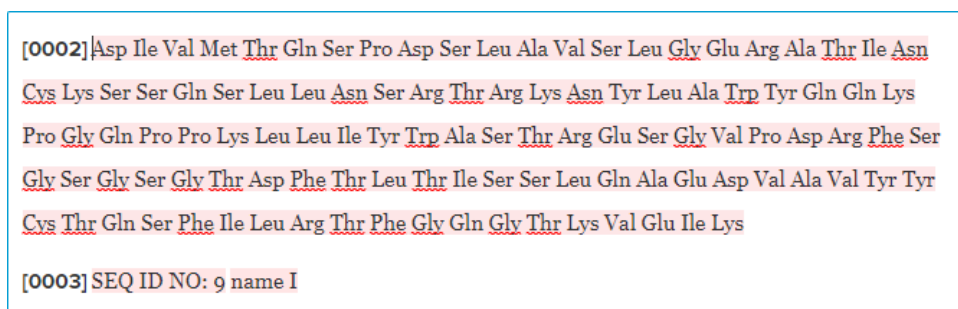 [0002] Asp Ile Val Met Thr Gln Ser Pro Asp Ser Leu Ala Val Ser Leu Gly Glu Arg Ala Thr Ile Asn
Cys Lys Ser Ser Gln Ser Leu Leu Asn Ser Arg Thr Arg Lys Asn Tyr Leu Ala Trp Tyr Gln Gln Lys
Pro Gly Gln Pro Pro Lys Leu Leu Ile Tyr Trp Ala Ser Thr Arg Glu Ser Gly Val Pro Asp Arg Phe Ser
Gly Ser Gly Ser Gly Thr Asp Phe Thr Leu Thr Ile Ser Ser Leu Gln Ala Glu Asp Val Ala Val Tyr Tyr
Cys Thr Gln Ser Phe Ile Leu Arg Thr Phe Gly Gln Gly Thr Lys Val Glu Ile Lys
[0003] SEQ ID NO: 9 name I